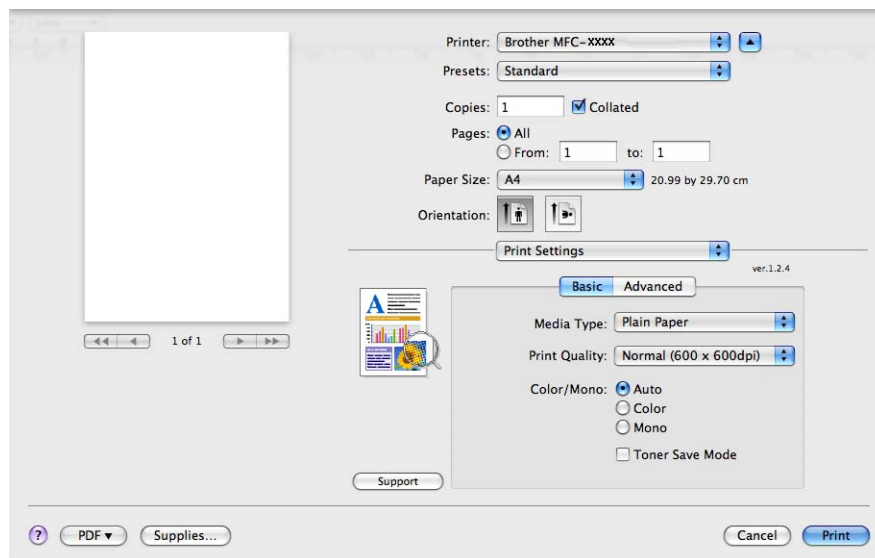 Printer: Brother MFC-XXXX
Presets: Standard
Copies: 1 Collated
Pages: All
From: 1 to: 1
Paper Size: A4 20.99 by 29.70 cm
Orientation:
Print Settings
ver.1.2.4
Basic Advanced
Media Type: Plain Paper
Print Quality: Normal (600 x 600dpi)
Color/Mono: Auto
Color
Mono
Toner Save Mode
1 of 1
A
Support
? PDF Supplies... Cancel Print